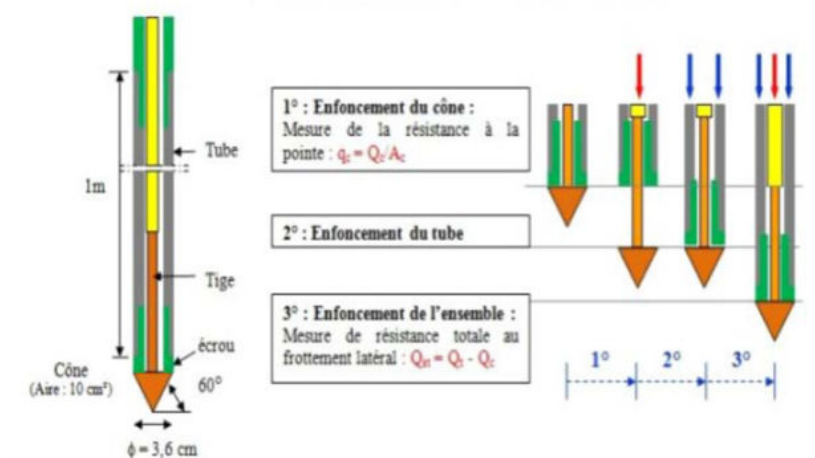 1m
Tube
Tige
écrou
Cône
(Aire : 10 cm²)
60°
ϕ = 3,6 cm
1° : Enfoncement du cône :
Mesure de la résistance à la
pointe : qc = Qc/Ac
2° : Enfoncement du tube
3° : Enfoncement de l'ensemble :
Mesure de résistance totale au
frottement latéral : Qst = Qt - Qc
1° 2° 3°